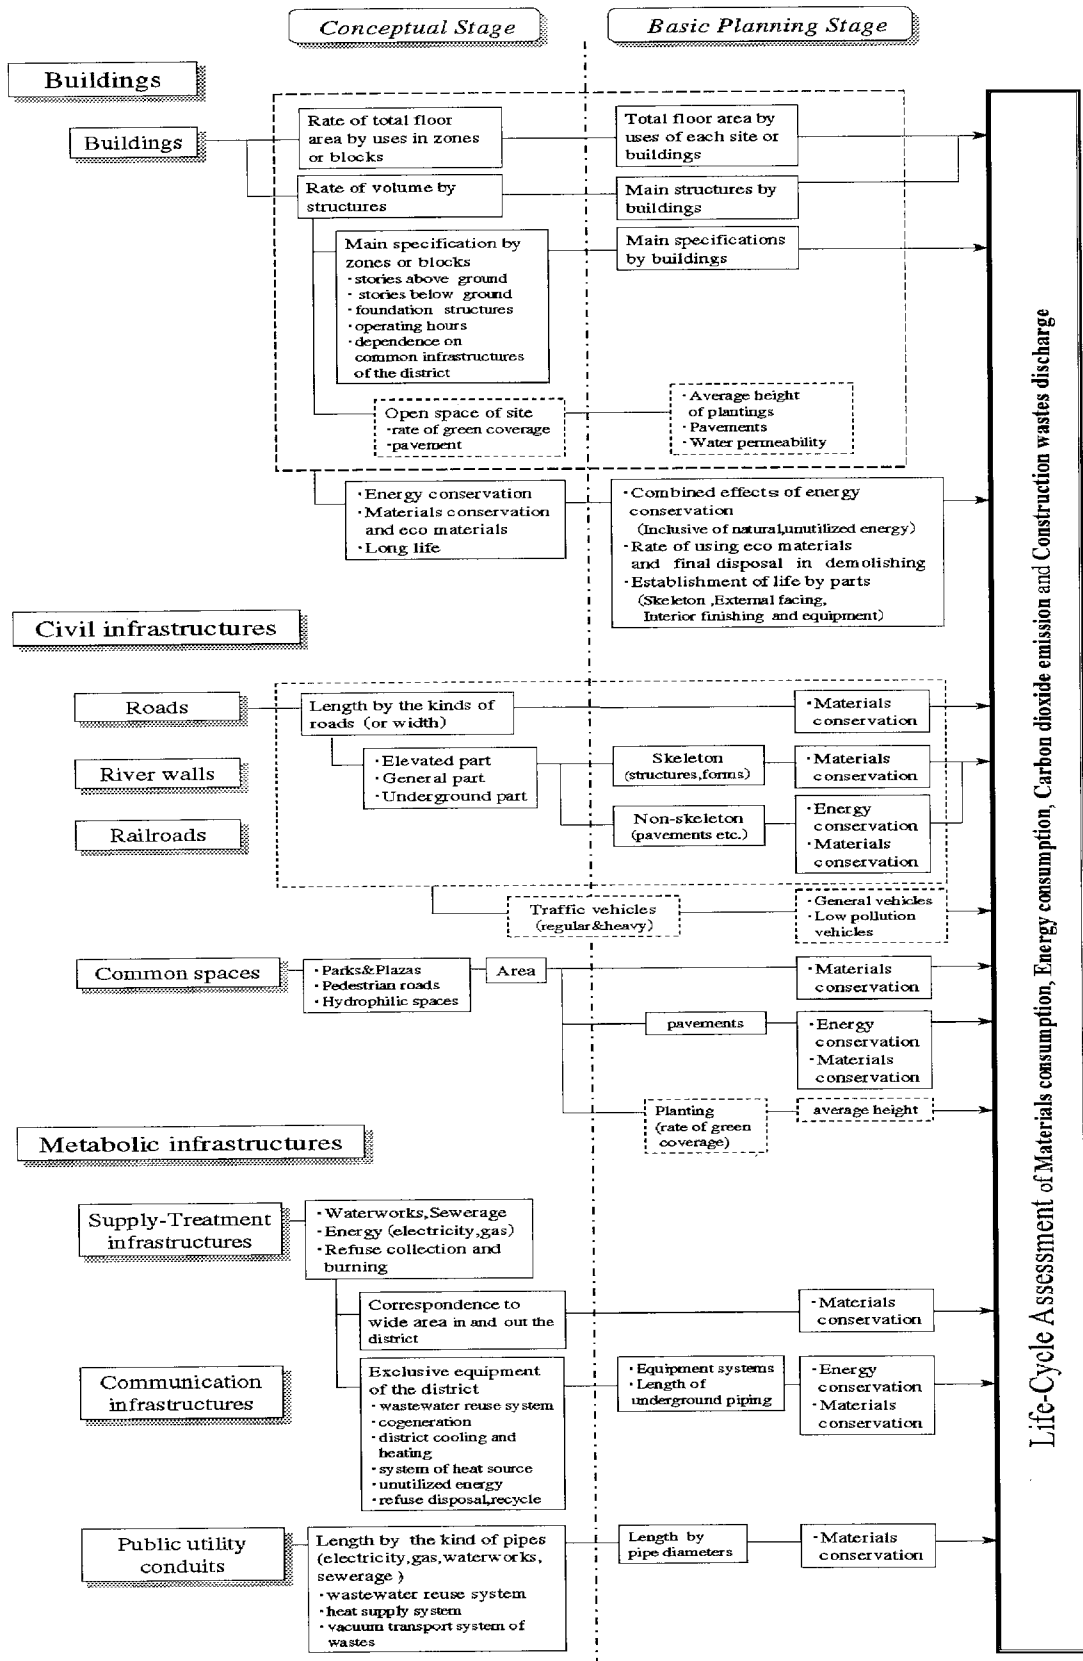 Conceptual Stage
Basic Planning Stage
Buildings
Buildings
Rate of total floor
area by uses in zones
or blocks
Total floor area by
uses of each site or
buildings
Rate of volume by
structures
Main structures by
buildings
Main specification by
zones or blocks
・stories above ground
・stories below ground
・foundation structures
・operating hours
・dependence on
common infrastructures
of the district
Main specifications
by buildings
Open space of site
・rate of green coverage
・pavement
・Average height
of plantings
・Pavements
・Water permeability
・Energy conservation
・Materials conservation
and eco materials
・Long life
・Combined effects of energy
conservation
(Inclusive of natural,unutilized energy)
・Rate of using eco materials
and final disposal in demolishing
・Establishment of life by parts
(Skeleton ,External facing,
Interior finishing and equipment)
Civil infrastructures
Roads
River walls
Railroads
Length by the kinds of
roads (or width)
・Materials
conservation
・Elevated part
・General part
・Underground part
Skeleton
(structures,forms)
・Materials
conservation
Non-skeleton
(pavements etc.)
・Energy
conservation
・Materials
conservation
Traffic vehicles
(regular&heavy)
・General vehicles
・Low pollution
vehicles
Common spaces
・Parks&Plazas
・Pedestrian roads
・Hydrophilic spaces
Area
・Materials
conservation
pavements
・Energy
conservation
・Materials
conservation
Planting
(rate of green
coverage)
average height
Metabolic infrastructures
Supply-Treatment
infrastructures
・Waterworks,Sewerage
・Energy (electricity,gas)
・Refuse collection and
burning
Correspondence to
wide area in and out the
district
・Materials
conservation
Communication
infrastructures
Exclusive equipment
of the district
・wastewater reuse system
・cogeneration
・district cooling and
heating
・system of heat source
・unutilized energy
・refuse disposal,recycle
・Equipment systems
・Length of
underground piping
・Energy
conservation
・Materials
conservation
Public utility
conduits
Length by the kind of pipes
(electricity,gas,waterworks,
sewerage )
・wastewater reuse system
・heat supply system
・vacuum transport system of
wastes
Length by
pipe diameters
・Materials
conservation
Life-Cycle Assessment of Materials consumption, Energy consumption, Carbon dioxide emission and Construction wastes discharge